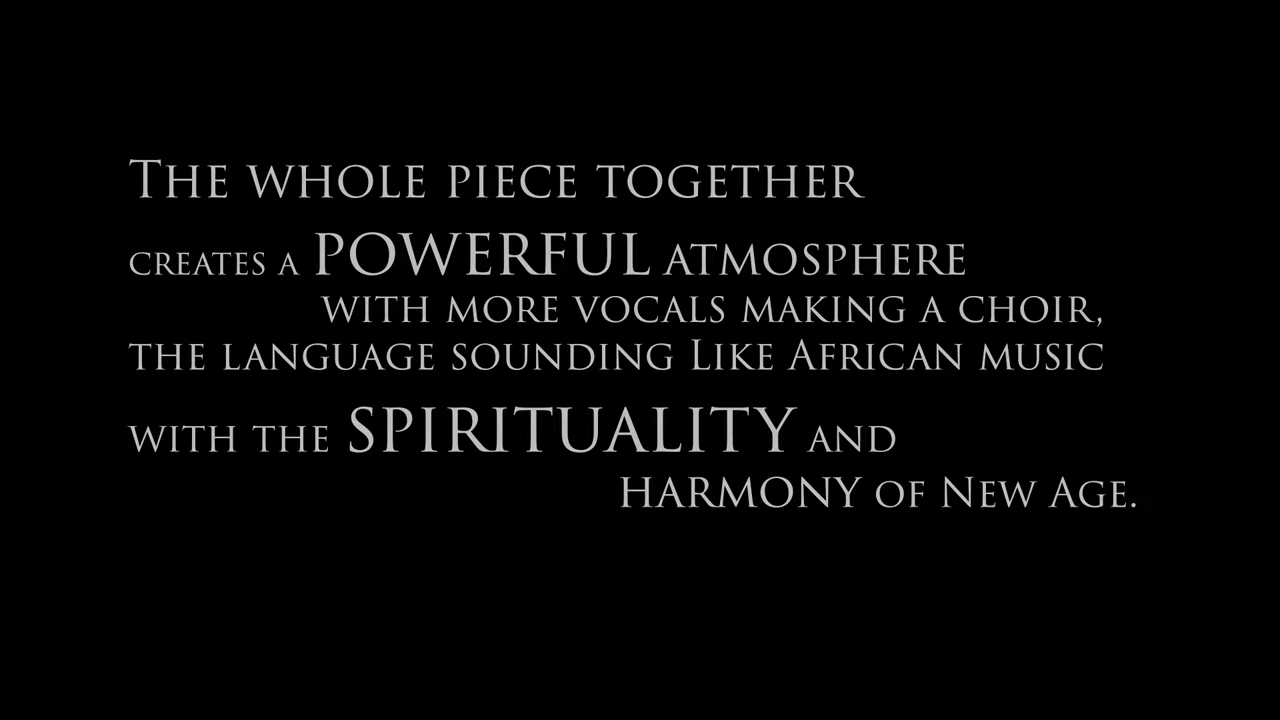 The whole piece together
creates a POWERFUL atmosphere
with more vocals making a choir,
the language sounding Like African music
with the SPIRITUALITY and
HARMONY of New Age.